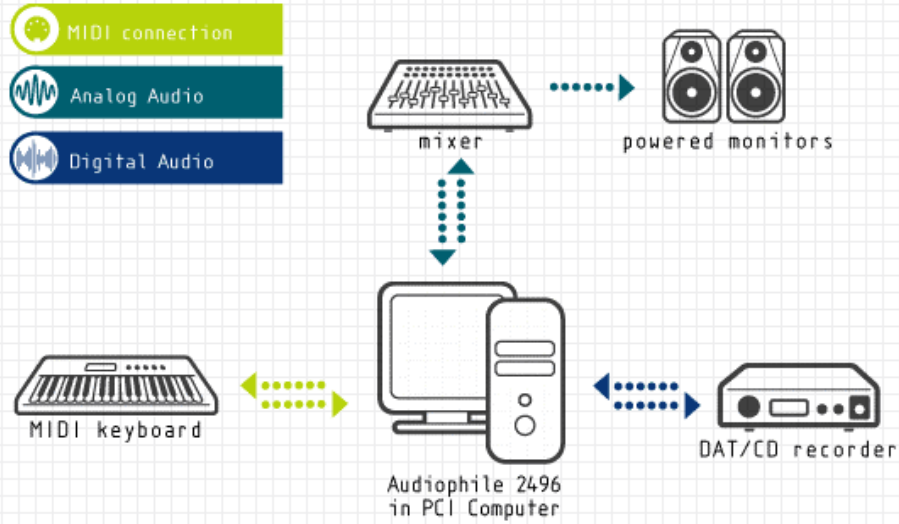 MIDI connection
Analog Audio
Digital Audio
mixer
powered monitors
MIDI keyboard
DAT/CD recorder
Audiophile 2496
in PCI Computer